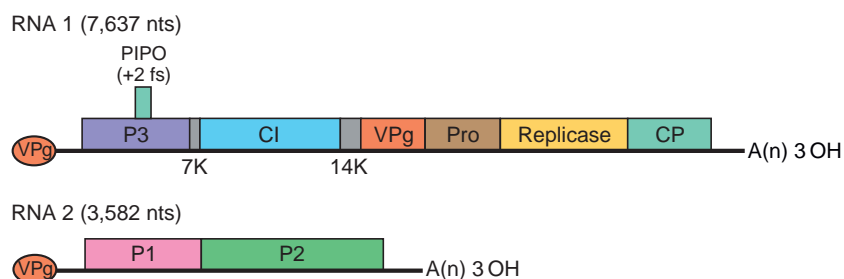 RNA 1 (7,637 nts)
PIPO
(+2 fs)
VPg P3 CI VPg Pro Replicase CP A(n) 3 OH
7K 14K
RNA 2 (3,582 nts)
VPg P1 P2 A(n) 3 OH